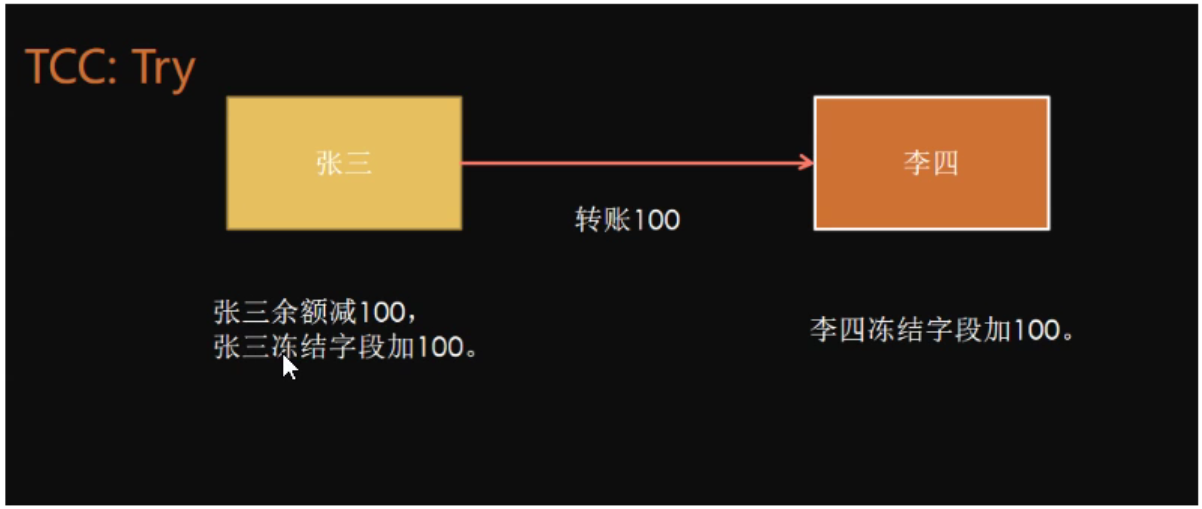 TCC: Try
张三
李四
转账100
张三余额减100，
张三冻结字段加100。
李四冻结字段加100。